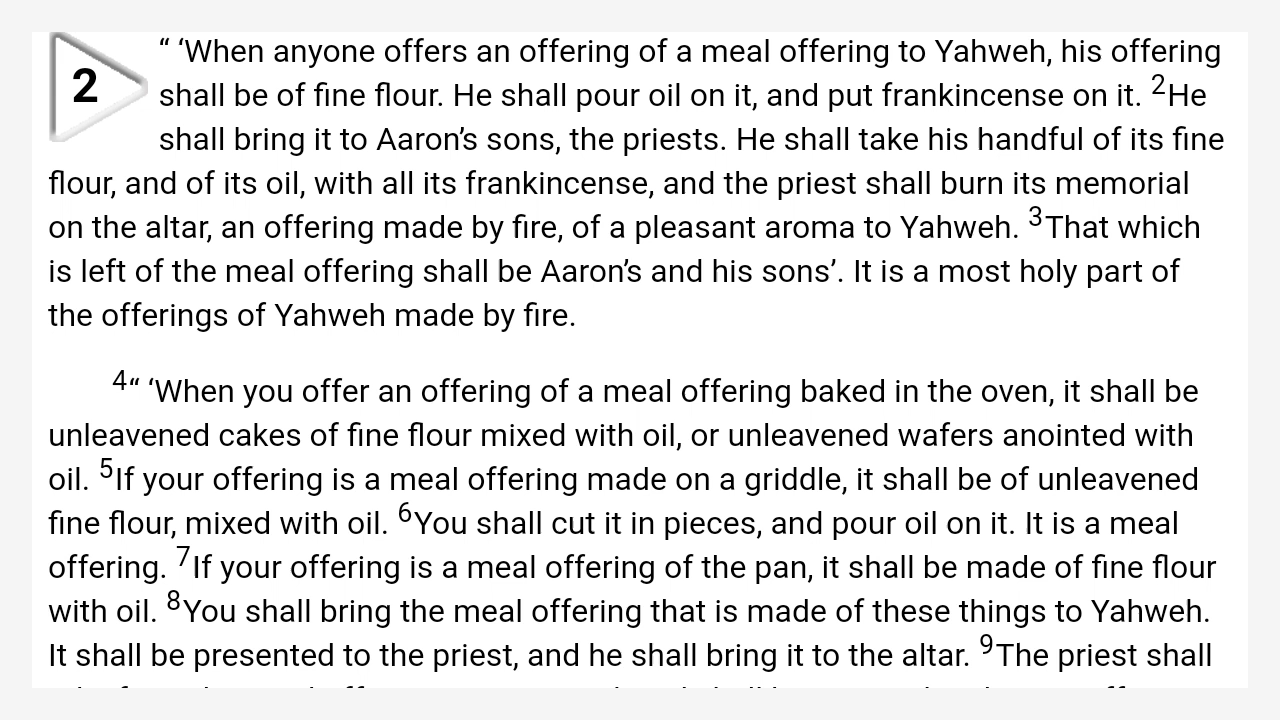 2
“ ‘When anyone offers an offering of a meal offering to Yahweh, his offering
shall be of fine flour. He shall pour oil on it, and put frankincense on it. 2He
shall bring it to Aaron’s sons, the priests. He shall take his handful of its fine
flour, and of its oil, with all its frankincense, and the priest shall burn its memorial
on the altar, an offering made by fire, of a pleasant aroma to Yahweh. 3That which
is left of the meal offering shall be Aaron’s and his sons’. It is a most holy part of
the offerings of Yahweh made by fire.
4“ ‘When you offer an offering of a meal offering baked in the oven, it shall be
unleavened cakes of fine flour mixed with oil, or unleavened wafers anointed with
oil. 5If your offering is a meal offering made on a griddle, it shall be of unleavened
fine flour, mixed with oil. 6You shall cut it in pieces, and pour oil on it. It is a meal
offering. 7If your offering is a meal offering of the pan, it shall be made of fine flour
with oil. 8You shall bring the meal offering that is made of these things to Yahweh.
It shall be presented to the priest, and he shall bring it to the altar. 9The priest shall